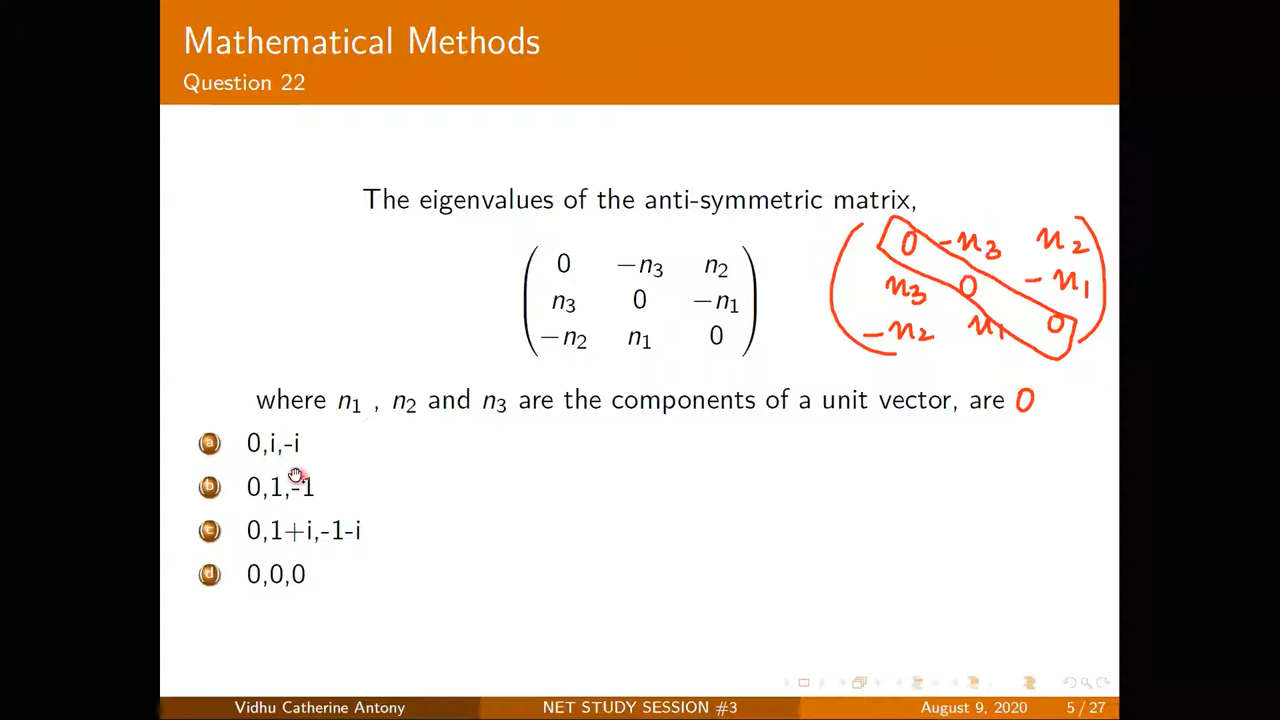 Mathematical Methods
Question 22
The eigenvalues of the anti-symmetric matrix,
0 −n3 n2
n3 0 −n1
−n2 n1 0
0 -n3 n2
n3 0 -n1
-n2 n1 0
where n1 , n2 and n3 are the components of a unit vector, are 0
a 0,i,-i
b 0,1,-1
c 0,1+i,-1-i
d 0,0,0
Vidhu Catherine Antony NET STUDY SESSION #3 August 9, 2020 5 / 27